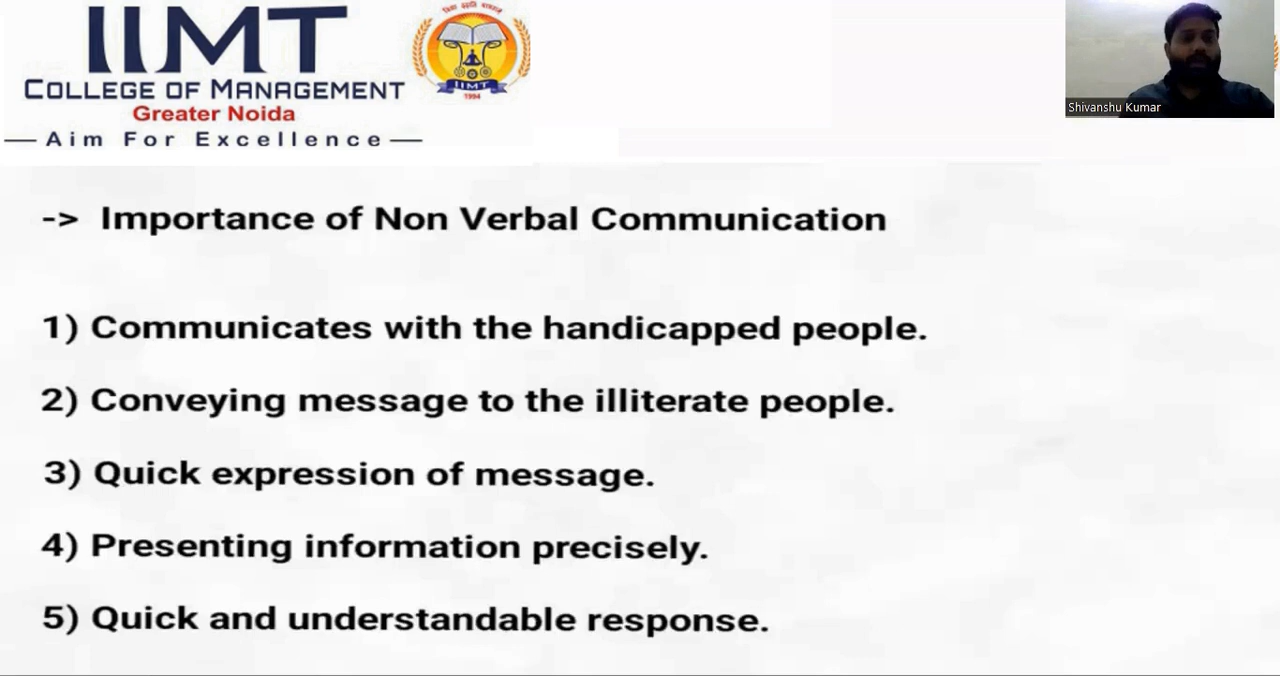 IIMT
COLLEGE OF MANAGEMENT
Greater Noida
— Aim For Excellence —
IIMT
1994
Shivanshu Kumar
-> Importance of Non Verbal Communication
1) Communicates with the handicapped people.
2) Conveying message to the illiterate people.
3) Quick expression of message.
4) Presenting information precisely.
5) Quick and understandable response.